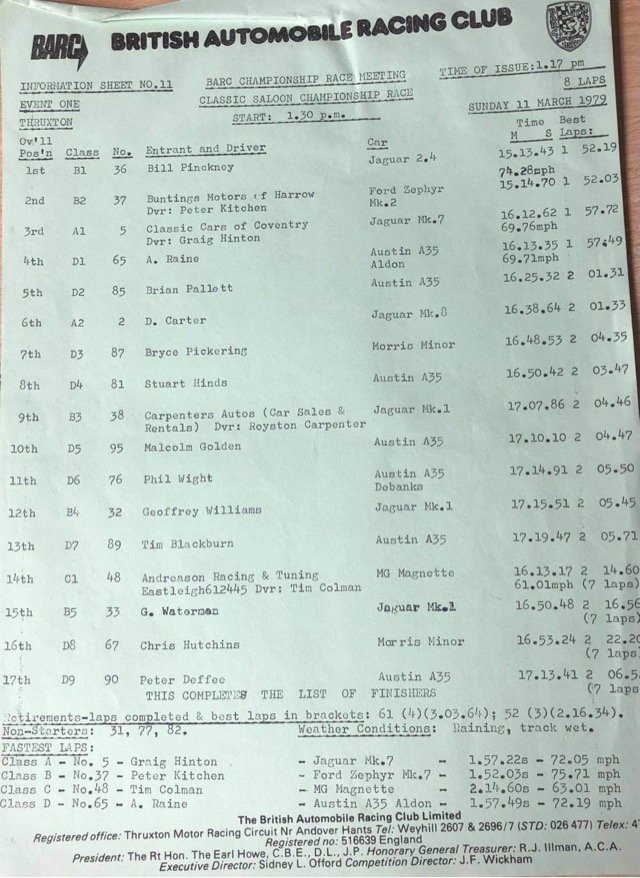 BARC
BRITISH AUTOMOBILE RACING CLUB
INFORMATION SHEET NO.11 BARC CHAMPIONSHIP RACE MEETING TIME OF ISSUE:1.17 pm
EVENT ONE CLASSIC SALOON CHAMPIONSHIP RACE 8 LAPS
THRUXTON START: 1.30 p.m. SUNDAY 11 MARCH 1979
Ov'll Time Best
Pos'n Class No. Entrant and Driver Car M S Laps:
1st B1 36 Bill Pinckney Jaguar 2.4 15.13.43 1 52.19
74.28mph
2nd B2 37 Buntings Motors of Harrow Ford Zephyr 15.14.70 1 52.03
Dvr: Peter Kitchen Mk.2
3rd A1 5 Classic Cars of Coventry Jaguar Mk.7 16.12.62 1 57.72
Dvr: Graig Hinton 69.76mph
4th D1 65 A. Raine Austin A35 16.13.35 1 57.49
Aldon 69.71mph
5th D2 85 Brian Pallett Austin A35 16.25.32 2 01.31
6th A2 2 D. Carter Jaguar Mk.8 16.38.64 2 01.33
7th D3 87 Bryce Pickering Morris Minor 16.48.53 2 04.35
8th D4 81 Stuart Hinds Austin A35 16.50.42 2 03.47
9th B3 38 Carpenters Autos (Car Sales & Jaguar Mk.1 17.07.86 2 04.46
Rentals) Dvr: Royston Carpenter
10th D5 95 Malcolm Golden Austin A35 17.10.10 2 04.47
11th D6 76 Phil Wight Austin A35 17.14.91 2 05.50
Debanks
12th B4 32 Geoffrey Williams Jaguar Mk.1 17.15.51 2 05.45
13th D7 89 Tim Blackburn Austin A35 17.19.47 2 05.71
14th C1 48 Andreason Racing & Tuning MG Magnette 16.13.17 2 14.60
Eastleigh612445 Dvr: Tim Colman 61.01mph (7 laps)
15th B5 33 G. Waterman Jaguar Mk.1 16.50.48 2 16.56
(7 laps)
16th D8 67 Chris Hutchins Morris Minor 16.53.24 2 22.20
(7 laps)
17th D9 90 Peter Deffee Austin A35 17.13.41 2 06.5
(7 laps
THIS COMPLETES THE LIST OF FINISHERS
Retirements-laps completed & best laps in brackets: 61 (4)(3.03.64); 52 (3)(2.16.34).
Non-Starters: 31, 77, 82. Weather Conditions: Raining, track wet.
FASTEST LAPS:
Class A - No. 5 - Graig Hinton - Jaguar Mk.7 - 1.57.22s - 72.05 mph
Class B - No.37 - Peter Kitchen - Ford Zephyr Mk.7 - 1.52.03s - 75.71 mph
Class C - No.48 - Tim Colman - MG Magnette - 2.14.60s - 63.01 mph
Class D - No.65 - A. Raine - Austin A35 Aldon - 1.57.49s - 72.19 mph
The British Automobile Racing Club Limited
Registered office: Thruxton Motor Racing Circuit Nr Andover Hants Tel: Weyhill 2607 & 2696/7 (STD: 026 477) Telex: 4
Registered no: 516639 England
President: The Rt Hon. The Earl Howe, C.B.E., D.L., J.P. Honorary General Treasurer: R.J. Illman, A.C.A.
Executive Director: Sidney L. Offord Competition Director: J.F. Wickham